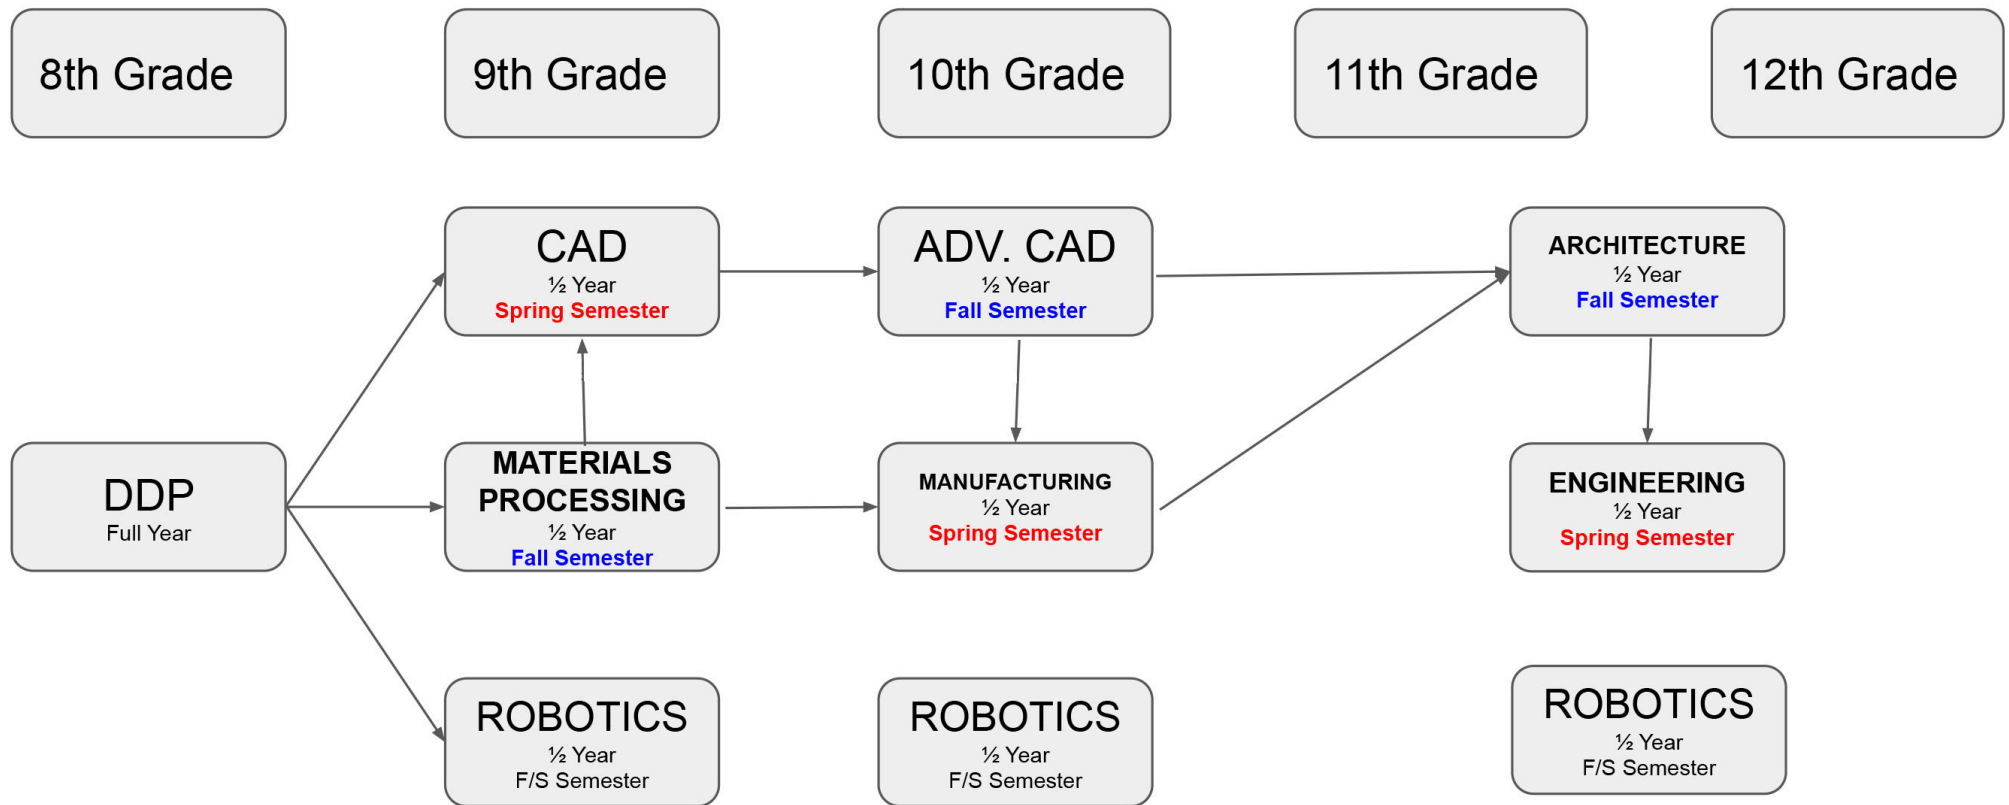 8th Grade
9th Grade
10th Grade
11th Grade
12th Grade
CAD
½ Year
Spring Semester
ADV. CAD
½ Year
Fall Semester
ARCHITECTURE
½ Year
Fall Semester
DDP
Full Year
MATERIALS
PROCESSING
½ Year
Fall Semester
MANUFACTURING
½ Year
Spring Semester
ENGINEERING
½ Year
Spring Semester
ROBOTICS
½ Year
F/S Semester
ROBOTICS
½ Year
F/S Semester
ROBOTICS
½ Year
F/S Semester